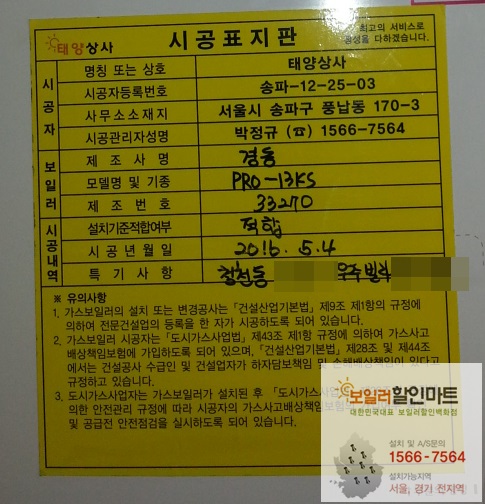 태양상사 시공표지판 최고의 서비스로
정성을 다하겠습니다.
시공자
명칭 또는 상호 태양상사
시공자등록번호 송파-12-25-03
사무소소재지 서울시 송파구 풍납동 170-3
시공관리자성명 박정규 (☎) 1566-7564
보일러
제 조 사 명 경동
모델명 및 기종 PRO-13KS
제 조 번 호 33270
시공내역
설치기준적합여부 적합
시 공 년 월 일 2016. 5. 4
특 기 사 항 청천동 우주빌라
※ 유의사항
1. 가스보일러의 설치 또는 변경공사는 「건설산업기본법」 제9조 제1항의 규정에
의하여 전문건설업의 등록을 한 자가 시공하도록 되어 있습니다.
2. 가스보일러 시공자는 「도시가스사업법」 제43조 제1항 규정에 의하여 가스사고
배상책임보험에 가입하도록 되어 있으며, 「건설산업기본법」 제28조 및 제44조
에서는 건설공사 수급인 및 건설업자가 하자담보책임 및 손해배상책임이 있다고
규정하고 있습니다.
3. 도시가스사업자는 가스보일러가 설치된 후 「도시가스사
의한 안전관리 규정에 따라 시공자의 가스사고배상책임보험
및 공급전 안전점검을 실시하도록 되어 있습니다.
보일러할인마트
대한민국대표 보일러할인백화점
설치 및 A/S문의
1566-7564
설치가능지역
서울, 경기 전지역